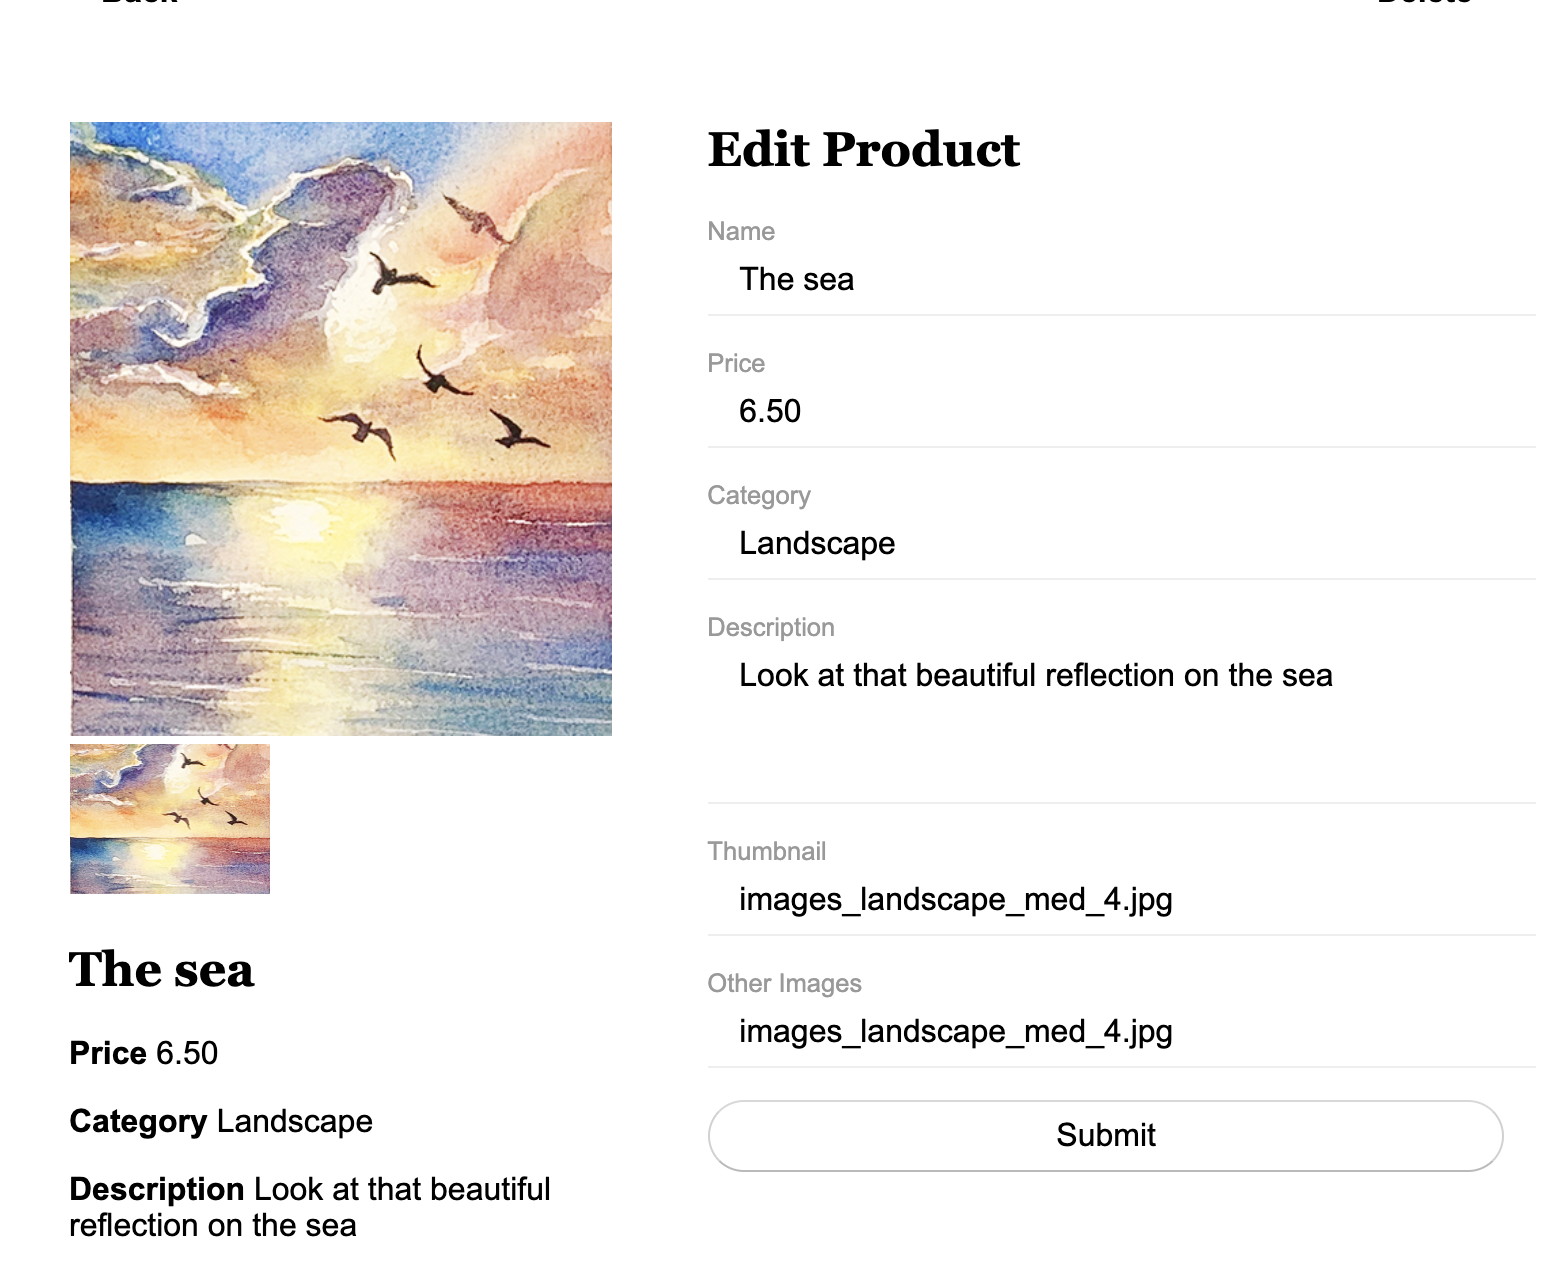 Back
Delete
Edit Product
Name
The sea
Price
6.50
Category
Landscape
Description
Look at that beautiful reflection on the sea
Thumbnail
images_landscape_med_4.jpg
Other Images
images_landscape_med_4.jpg
Submit
The sea
Price 6.50
Category Landscape
Description Look at that beautiful
reflection on the sea